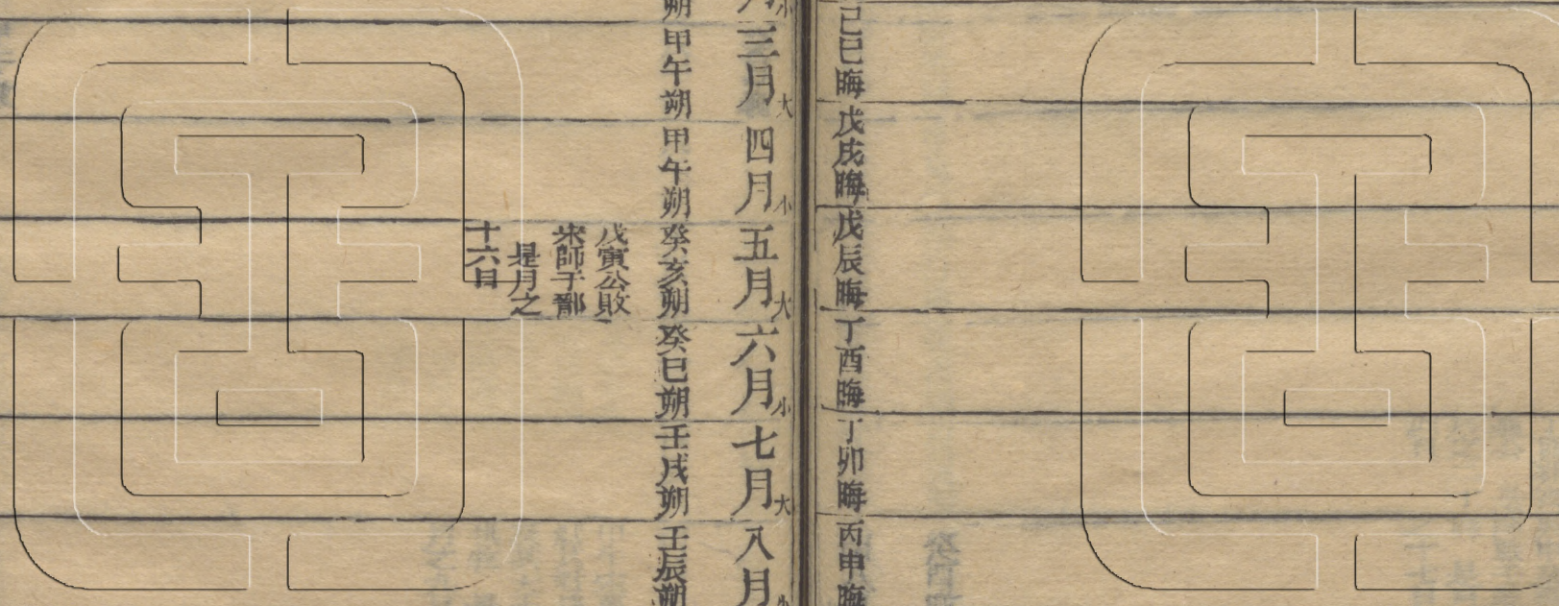 己巳晦戊戌晦戊辰晦丁酉晦丁卯晦丙申晦
月小三月大四月小五月大六月小七月大八月小
朔甲午朔甲午朔癸亥朔癸巳朔壬戌朔壬辰朔
戊寅公敗
宋師于鄑
是月之
十六日